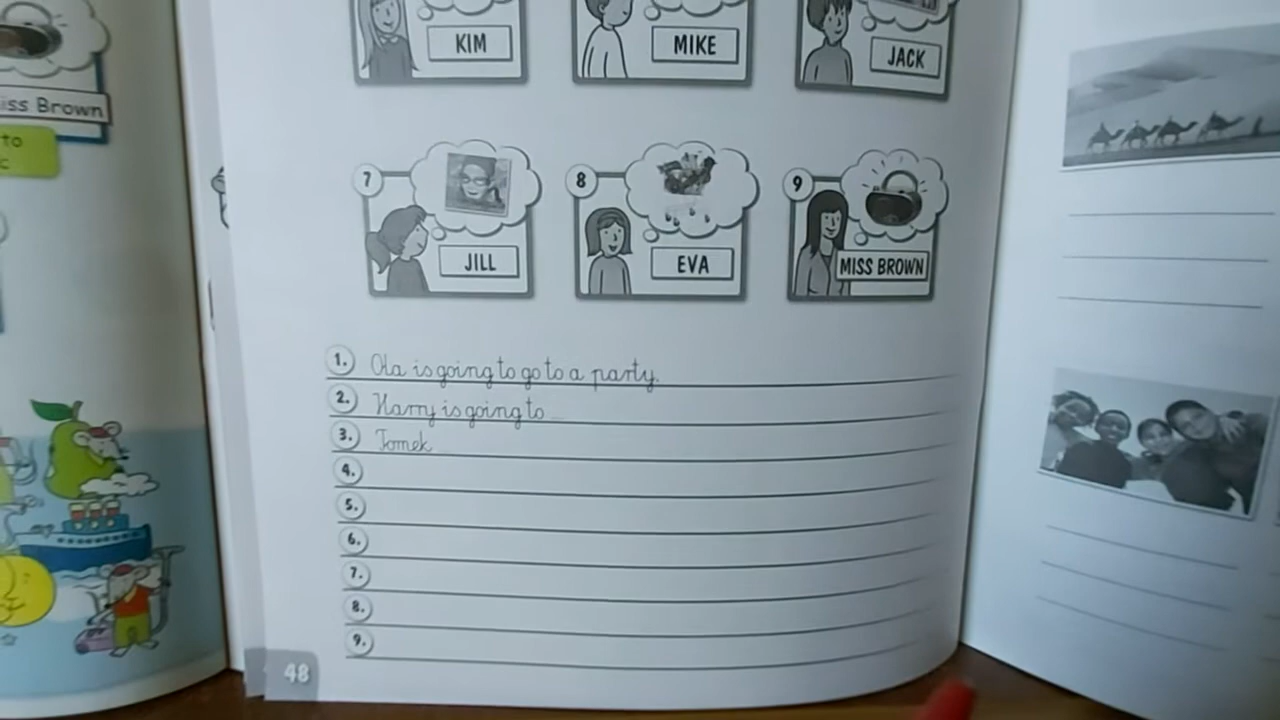 KIM
MIKE
JACK
iss Brown
to
c
7
8
9
JILL
EVA
MISS BROWN
1. Ola is going to go to a party.
2. Harry is going to ...
3. Tomek
4.
5.
6.
7.
8.
9.
48